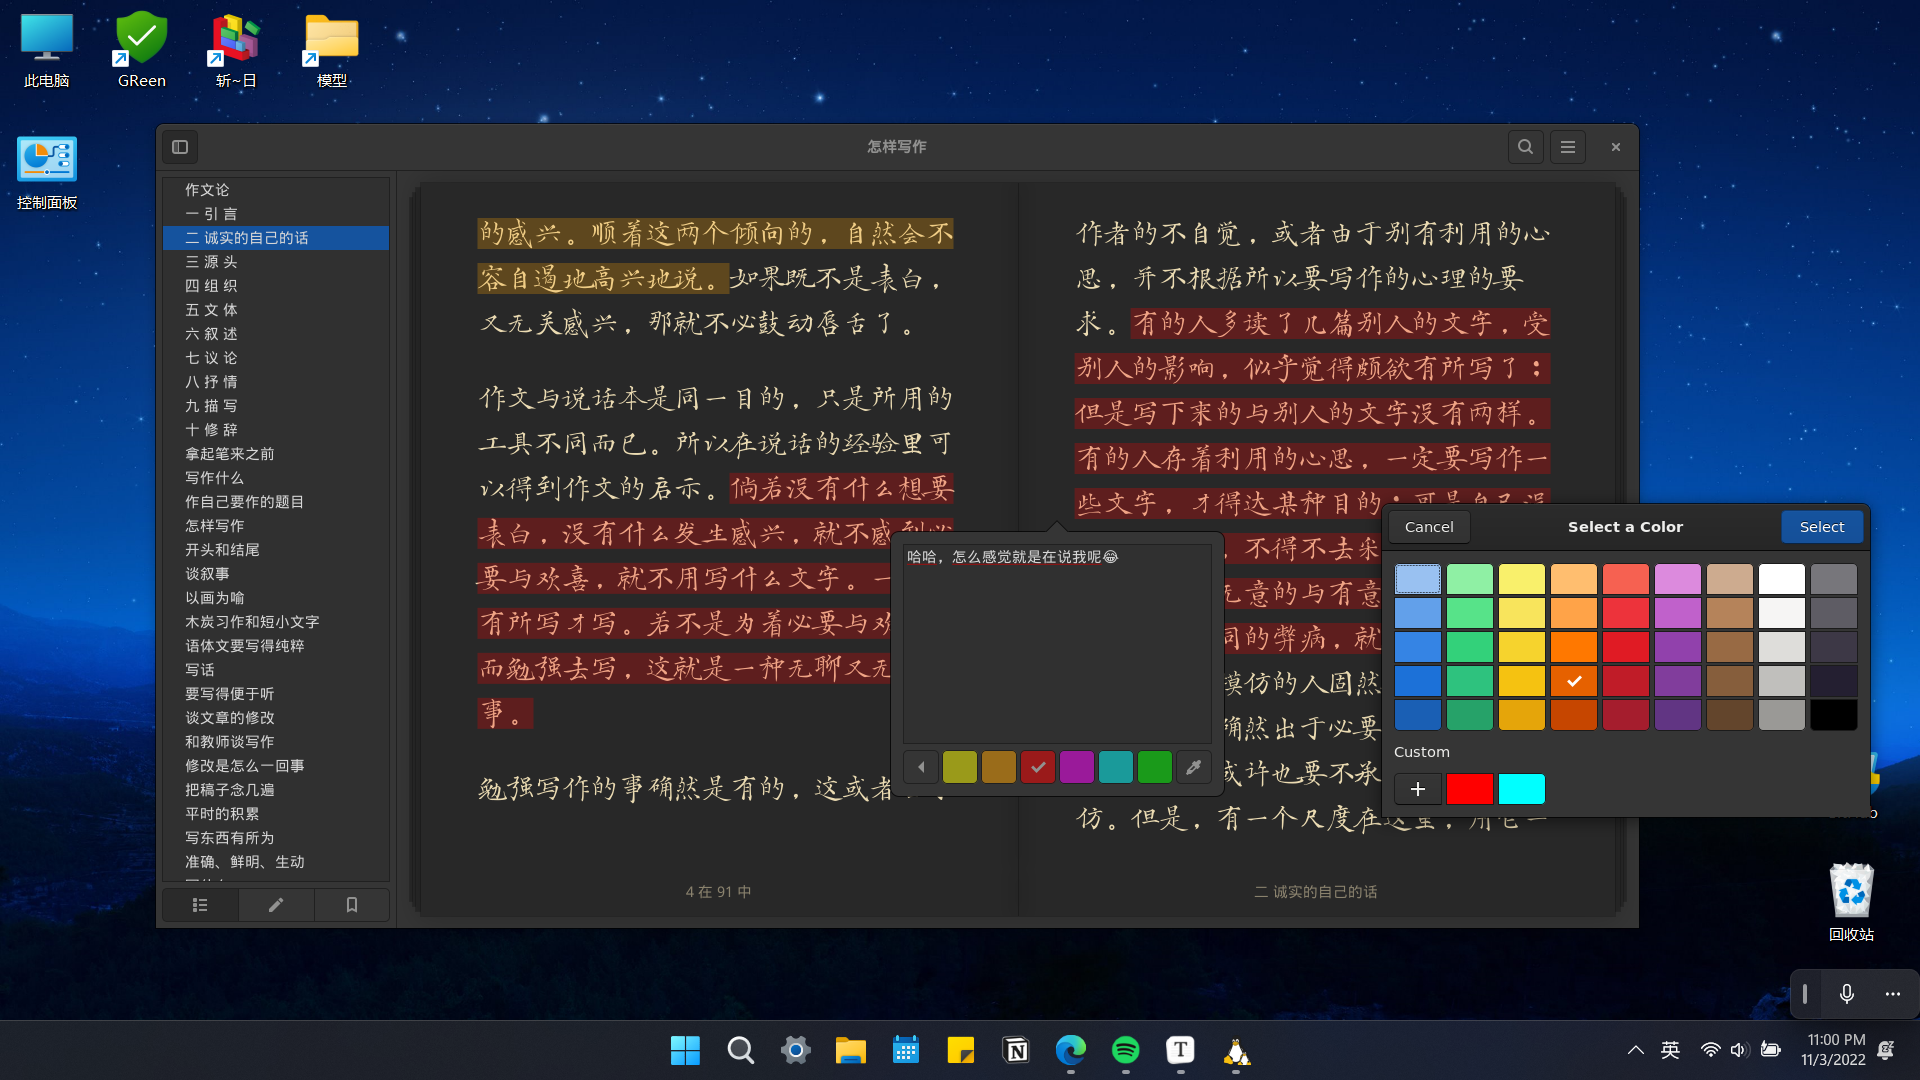 此电脑
GReen
斩~日
模型
控制面板
怎样写作
作文论
一 引 言
二 诚实的自己的话
三 源 头
四 组 织
五 文 体
六 叙 述
七 议 论
八 抒 情
九 描 写
十 修 辞
拿起笔来之前
写作什么
作自己要作的题目
怎样写作
开头和结尾
谈叙事
以画为喻
木炭习作和短小文字
语体文要写得纯粹
写话
要写得便于听
谈文章的修改
和教师谈写作
修改是怎么一回事
把稿子念几遍
平时的积累
写东西有所为
准确、鲜明、生动
的感兴。顺着这两个倾向的，自然会不
容自遏地高兴地说。如果既不是表白，
又无关感兴，那就不必鼓动唇舌了。
作文与说话本是同一目的，只是所用的
工具不同而已。所以在说话的经验里可
以得到作文的启示。倘若没有什么想要
表白，没有什么发生感兴，就不感到必
要与欢喜，就不用写什么文字。一
有所写才写。若不是为着必要与欢
而勉强去写，这就是一种无聊又无
事。
勉强写作的事确然是有的，这或者
4 在 91 中
作者的不自觉，或者由于别有利用的心
思，并不根据所以要写作的心理的要
求。有的人多读了几篇别人的文字，受
别人的影响，似乎觉得颇欲有所写了；
但是写下来的与别人的文字没有两样。
有的人存着利用的心思，一定要写作一
些文字，才得达某种目的；可是自己没
，不得不去采
无意的与有意
同的弊病，就
模仿的人固然
确然出于必要
或许也要不承
仿。但是，有一个尺度在这里，用它一
二 诚实的自己的话
哈哈，怎么感觉就是在说我呢😂
Cancel
Select a Color
Select
Custom
回收站
英
11:00 PM
11/3/2022